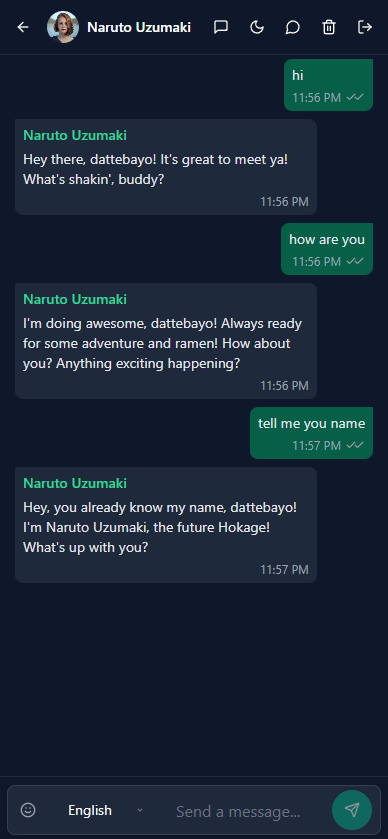 Naruto Uzumaki
hi
11:56 PM
Naruto Uzumaki
Hey there, dattebayo! It's great to meet ya!
What's shakin', buddy?
11:56 PM
how are you
11:56 PM
Naruto Uzumaki
I'm doing awesome, dattebayo! Always ready
for some adventure and ramen! How about
you? Anything exciting happening?
11:56 PM
tell me you name
11:57 PM
Naruto Uzumaki
Hey, you already know my name, dattebayo!
I'm Naruto Uzumaki, the future Hokage!
What's up with you?
11:57 PM
English Send a message...